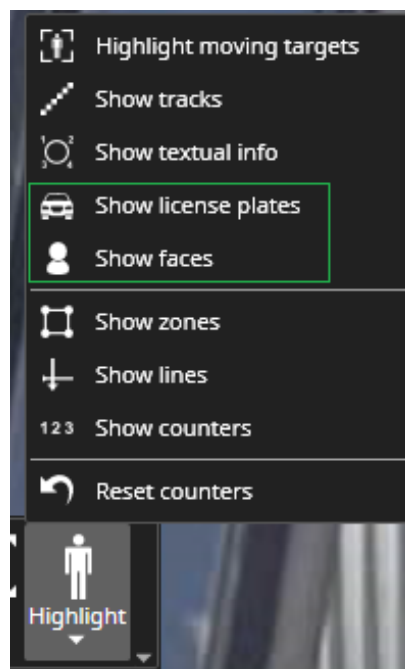 Highlight moving targets
Show tracks
Show textual info
Show license plates
Show faces
Show zones
Show lines
123 Show counters
Reset counters
Highlight